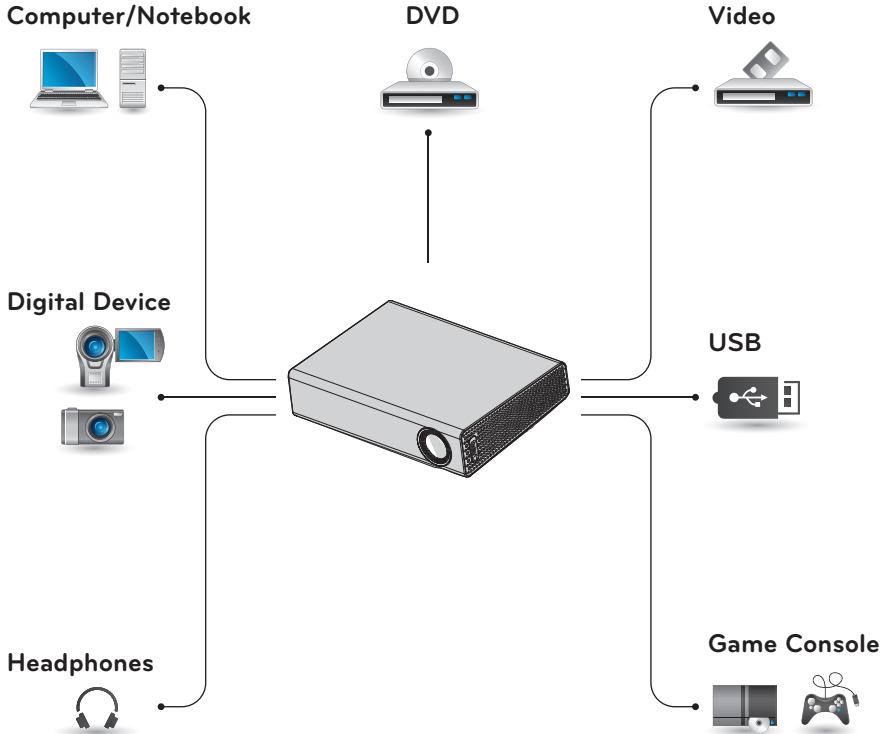 Computer/Notebook
DVD
Video
Digital Device
USB
Headphones
Game Console